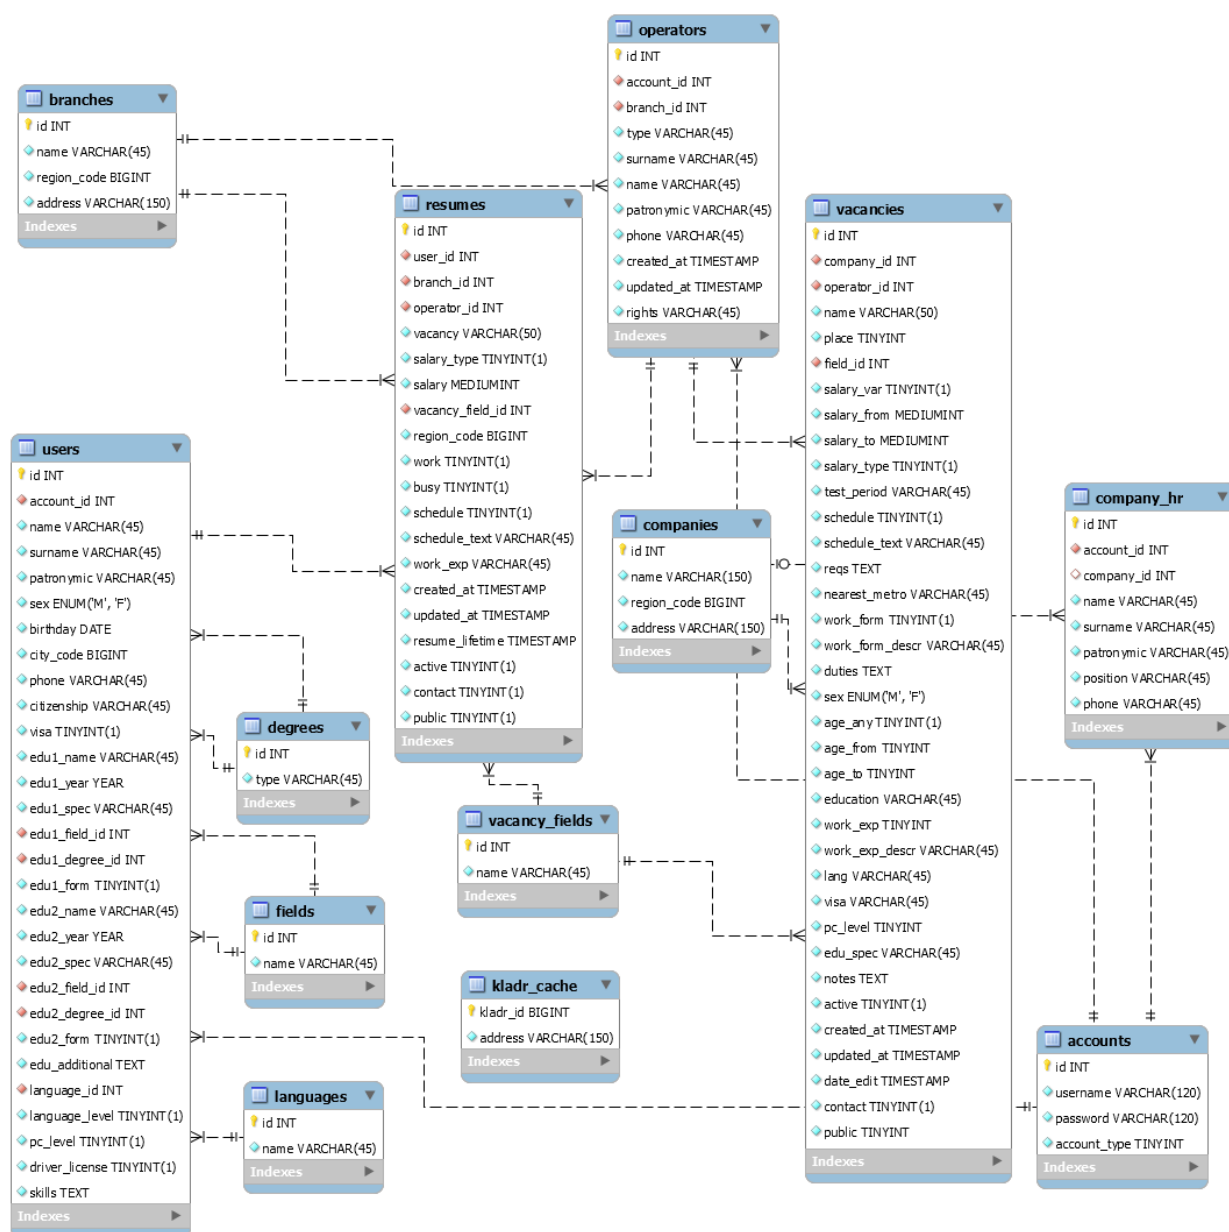 operators
id INT
account_id INT
branch_id INT
type VARCHAR(45)
surname VARCHAR(45)
name VARCHAR(45)
patronymic VARCHAR(45)
phone VARCHAR(45)
created_at TIMESTAMP
updated_at TIMESTAMP
rights VARCHAR(45)
Indexes
branches
id INT
name VARCHAR(45)
region_code BIGINT
address VARCHAR(150)
Indexes
resumes
id INT
user_id INT
branch_id INT
operator_id INT
vacancy VARCHAR(50)
salary_type TINYINT(1)
salary MEDIUMINT
vacancy_field_id INT
region_code BIGINT
work TINYINT(1)
busy TINYINT(1)
schedule TINYINT(1)
schedule_text VARCHAR(45)
work_exp VARCHAR(45)
created_at TIMESTAMP
updated_at TIMESTAMP
resume_lifetime TIMESTAMP
active TINYINT(1)
contact TINYINT(1)
public TINYINT(1)
Indexes
vacancies
id INT
company_id INT
operator_id INT
name VARCHAR(50)
place TINYINT
field_id INT
salary_var TINYINT(1)
salary_from MEDIUMINT
salary_to MEDIUMINT
salary_type TINYINT(1)
test_period VARCHAR(45)
schedule TINYINT(1)
schedule_text VARCHAR(45)
reqs TEXT
nearest_metro VARCHAR(45)
work_form TINYINT(1)
work_form_descr VARCHAR(45)
duties TEXT
sex ENUM('M', 'F')
age_any TINYINT(1)
age_from TINYINT
age_to TINYINT
education VARCHAR(45)
work_exp TINYINT
work_exp_descr VARCHAR(45)
lang VARCHAR(45)
visa VARCHAR(45)
pc_level TINYINT
edu_spec VARCHAR(45)
notes TEXT
active TINYINT(1)
created_at TIMESTAMP
updated_at TIMESTAMP
date_edit TIMESTAMP
contact TINYINT(1)
public TINYINT
Indexes
users
id INT
account_id INT
name VARCHAR(45)
surname VARCHAR(45)
patronymic VARCHAR(45)
sex ENUM('M', 'F')
birthday DATE
city_code BIGINT
phone VARCHAR(45)
citizenship VARCHAR(45)
visa TINYINT(1)
edu1_name VARCHAR(45)
edu1_year YEAR
edu1_spec VARCHAR(45)
edu1_field_id INT
edu1_degree_id INT
edu1_form TINYINT(1)
edu2_name VARCHAR(45)
edu2_year YEAR
edu2_spec VARCHAR(45)
edu2_field_id INT
edu2_degree_id INT
edu2_form TINYINT(1)
edu_additional TEXT
language_id INT
language_level TINYINT(1)
pc_level TINYINT(1)
driver_license TINYINT(1)
skills TEXT
Indexes
companies
id INT
name VARCHAR(150)
region_code BIGINT
address VARCHAR(150)
Indexes
company_hr
id INT
account_id INT
company_id INT
name VARCHAR(45)
surname VARCHAR(45)
patronymic VARCHAR(45)
position VARCHAR(45)
phone VARCHAR(45)
Indexes
degrees
id INT
type VARCHAR(45)
Indexes
vacancy_fields
id INT
name VARCHAR(45)
Indexes
fields
id INT
name VARCHAR(45)
Indexes
kladr_cache
kladr_id BIGINT
address VARCHAR(150)
Indexes
languages
id INT
name VARCHAR(45)
Indexes
accounts
id INT
username VARCHAR(120)
password VARCHAR(120)
account_type TINYINT
Indexes